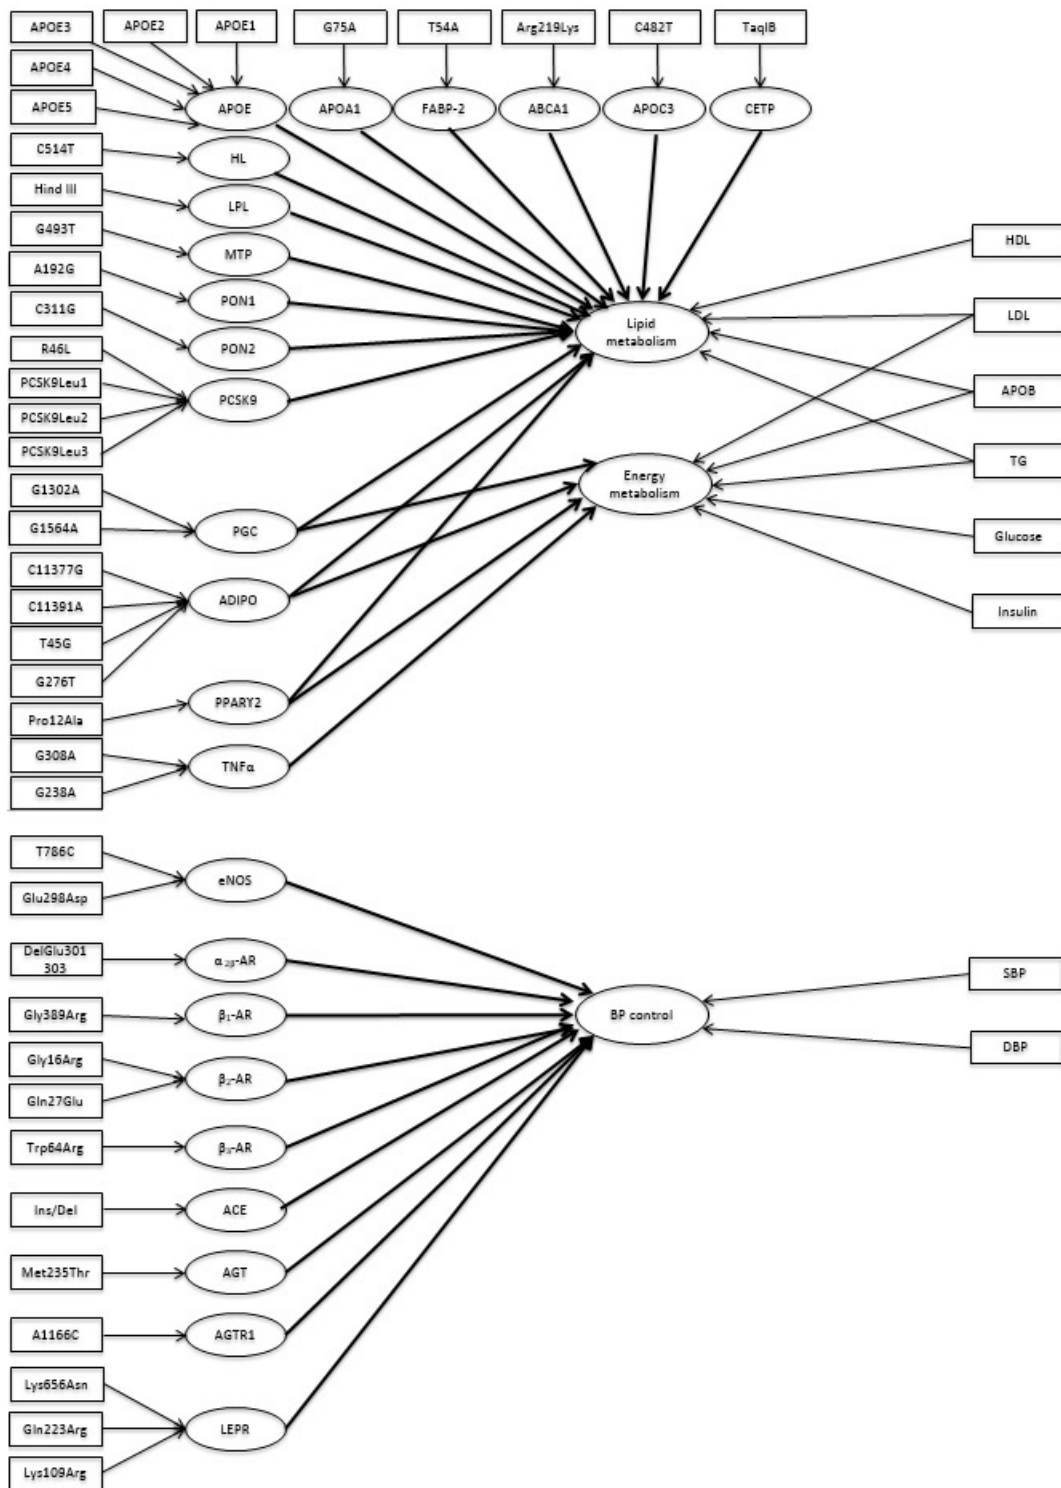 APOE3
APOE2
APOE1
G75A
T54A
Arg219Lys
C482T
TaqIB
APOE4
APOE5
APOE
APOA1
FABP-2
ABCA1
APOC3
CETP
C514T
HL
Hind III
LPL
G493T
MTP
HDL
A192G
PON1
C311G
PON2
Lipid
metabolism
LDL
R46L
PCSK9Leu1
PCSK9
APOB
PCSK9Leu2
PCSK9Leu3
TG
G1302A
Energy
metabolism
G1564A
PGC
Glucose
C11377G
C11391A
ADIPO
Insulin
T45G
G276T
Pro12Ala
PPARY2
G308A
TNFα
G238A
T786C
eNOS
Glu298Asp
DelGlu301
303
α₂ᵦ-AR
SBP
Gly389Arg
β₁-AR
BP control
Gly16Arg
β₂-AR
DBP
Gln27Glu
Trp64Arg
β₃-AR
Ins/Del
ACE
Met235Thr
AGT
A1166C
AGTR1
Lys656Asn
Gln223Arg
LEPR
Lys109Arg